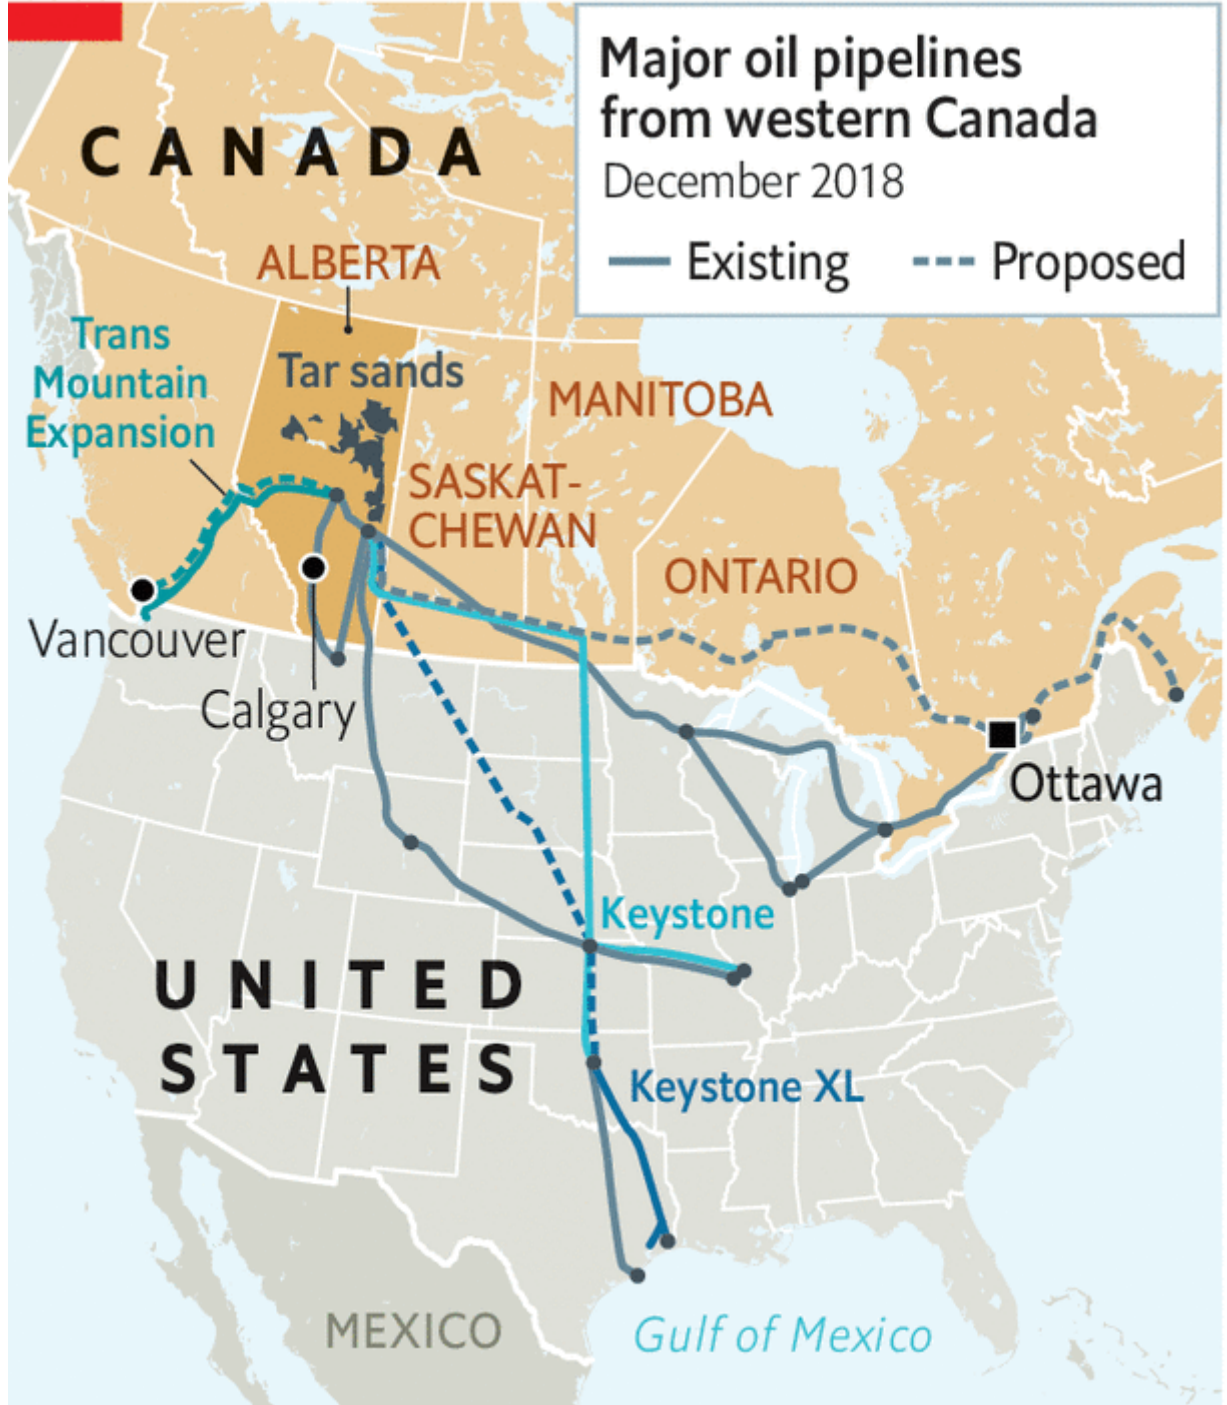 Major oil pipelines
from western Canada
December 2018
Existing
Proposed
CANADA
ALBERTA
Trans
Mountain
Expansion
Tar sands
MANITOBA
SASKAT-
CHEWAN
ONTARIO
Vancouver
Calgary
Ottawa
Keystone
UNITED
STATES
Keystone XL
MEXICO
Gulf of Mexico